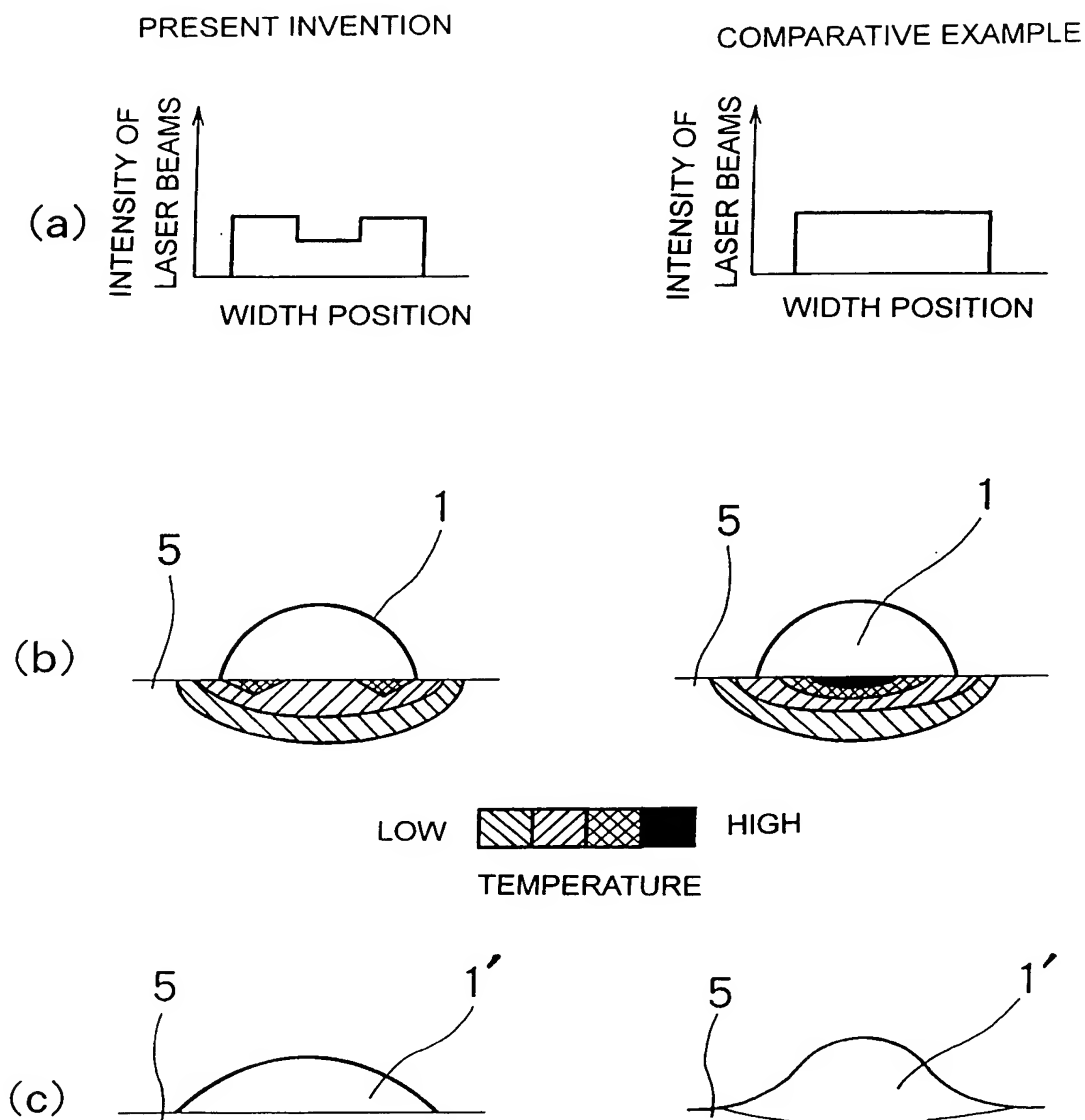 PRESENT INVENTION
COMPARATIVE EXAMPLE
(a)
INTENSITY OF
LASER BEAMS
WIDTH POSITION
INTENSITY OF
LASER BEAMS
WIDTH POSITION
(b)
5
1
5
1
LOW
HIGH
TEMPERATURE
(c)
5
1′
5
1′